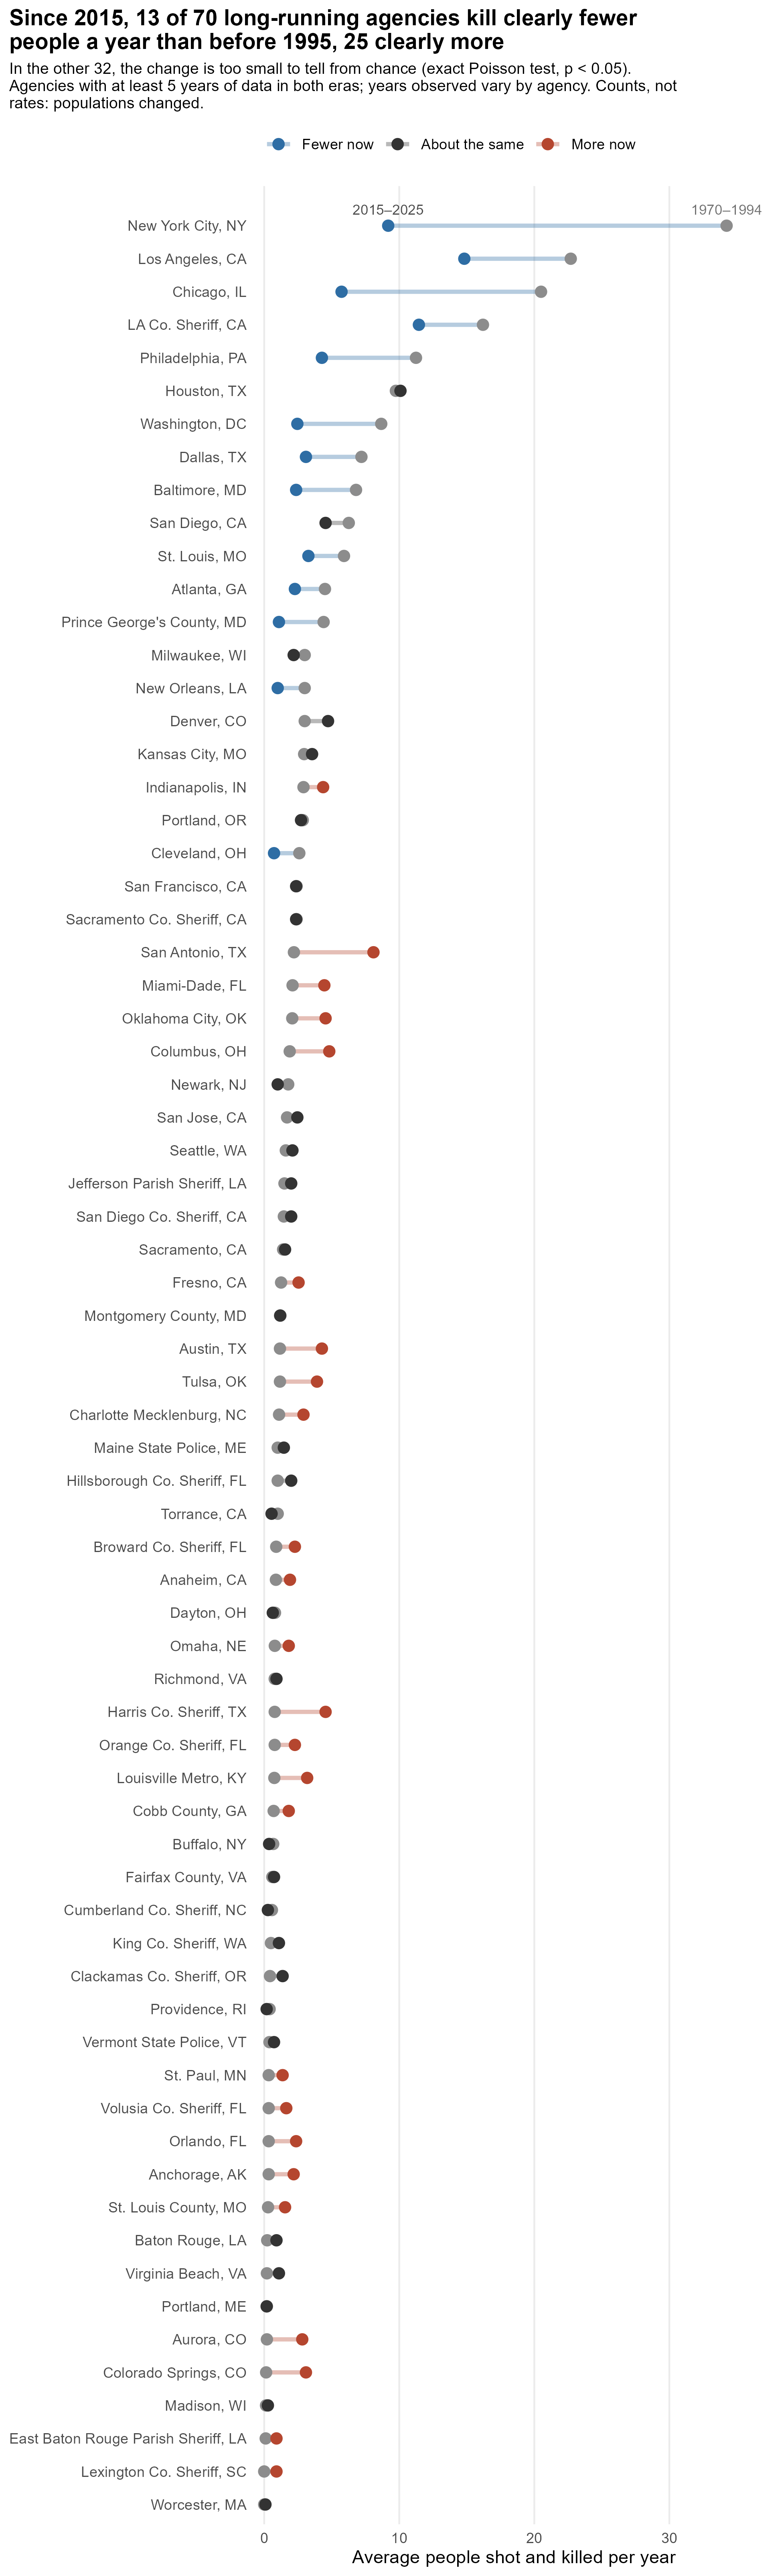 Since 2015, 13 of 70 long-running agencies kill clearly fewer
people a year than before 1995, 25 clearly more
In the other 32, the change is too small to tell from chance (exact Poisson test, p < 0.05).
Agencies with at least 5 years of data in both eras; years observed vary by agency. Counts, not
rates: populations changed.
Fewer now About the same More now
2015–2025 1970–1994
New York City, NY
Los Angeles, CA
Chicago, IL
LA Co. Sheriff, CA
Philadelphia, PA
Houston, TX
Washington, DC
Dallas, TX
Baltimore, MD
San Diego, CA
St. Louis, MO
Atlanta, GA
Prince George's County, MD
Milwaukee, WI
New Orleans, LA
Denver, CO
Kansas City, MO
Indianapolis, IN
Portland, OR
Cleveland, OH
San Francisco, CA
Sacramento Co. Sheriff, CA
San Antonio, TX
Miami-Dade, FL
Oklahoma City, OK
Columbus, OH
Newark, NJ
San Jose, CA
Seattle, WA
Jefferson Parish Sheriff, LA
San Diego Co. Sheriff, CA
Sacramento, CA
Fresno, CA
Montgomery County, MD
Austin, TX
Tulsa, OK
Charlotte Mecklenburg, NC
Maine State Police, ME
Hillsborough Co. Sheriff, FL
Torrance, CA
Broward Co. Sheriff, FL
Anaheim, CA
Dayton, OH
Omaha, NE
Richmond, VA
Harris Co. Sheriff, TX
Orange Co. Sheriff, FL
Louisville Metro, KY
Cobb County, GA
Buffalo, NY
Fairfax County, VA
Cumberland Co. Sheriff, NC
King Co. Sheriff, WA
Clackamas Co. Sheriff, OR
Providence, RI
Vermont State Police, VT
St. Paul, MN
Volusia Co. Sheriff, FL
Orlando, FL
Anchorage, AK
St. Louis County, MO
Baton Rouge, LA
Virginia Beach, VA
Portland, ME
Aurora, CO
Colorado Springs, CO
Madison, WI
East Baton Rouge Parish Sheriff, LA
Lexington Co. Sheriff, SC
Worcester, MA
0 10 20 30
Average people shot and killed per year